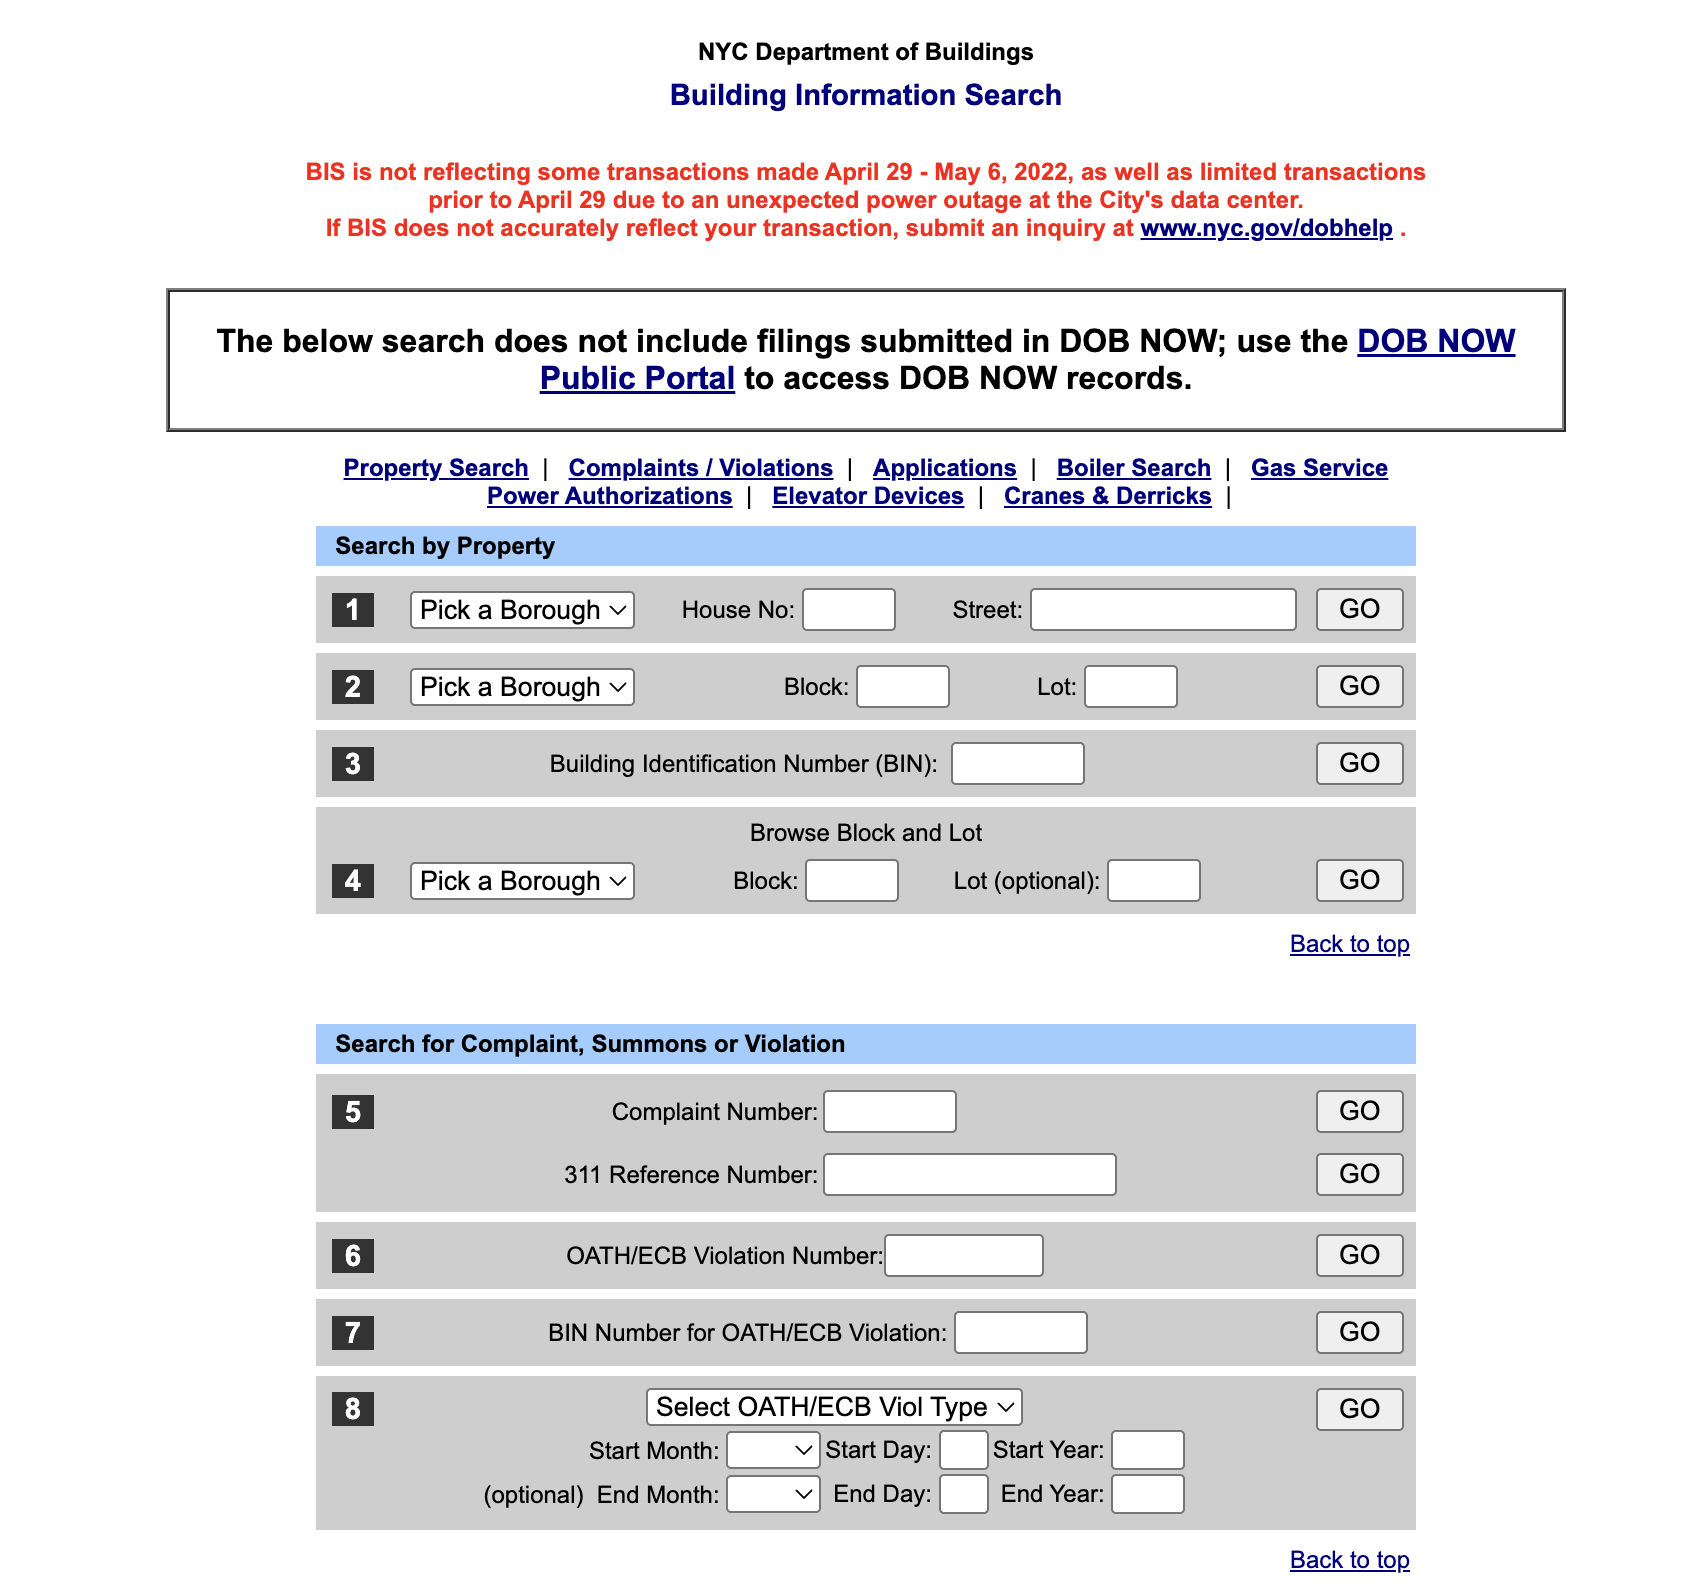 NYC Department of Buildings
Building Information Search
BIS is not reflecting some transactions made April 29 - May 6, 2022, as well as limited transactions
prior to April 29 due to an unexpected power outage at the City's data center.
If BIS does not accurately reflect your transaction, submit an inquiry at www.nyc.gov/dobhelp .
The below search does not include filings submitted in DOB NOW; use the DOB NOW
Public Portal to access DOB NOW records.
Property Search | Complaints / Violations | Applications | Boiler Search | Gas Service
Power Authorizations | Elevator Devices | Cranes & Derricks |
Search by Property
1 Pick a Borough House No: Street: GO
2 Pick a Borough Block: Lot: GO
3 Building Identification Number (BIN): GO
Browse Block and Lot
4 Pick a Borough Block: Lot (optional): GO
Back to top
Search for Complaint, Summons or Violation
5 Complaint Number: GO
311 Reference Number: GO
6 OATH/ECB Violation Number: GO
7 BIN Number for OATH/ECB Violation: GO
8 Select OATH/ECB Viol Type GO
Start Month: Start Day: Start Year:
(optional) End Month: End Day: End Year:
Back to top